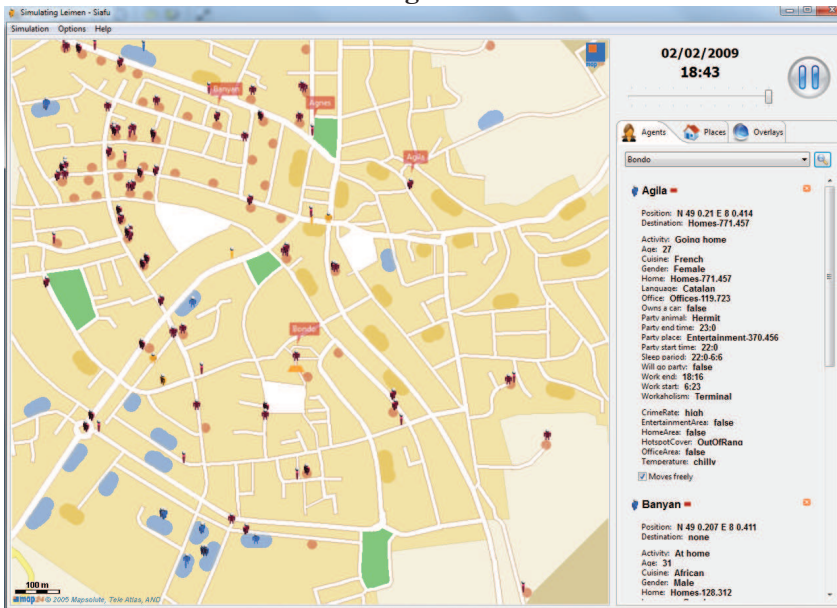 Simulating Leimen - Siafu
Simulation Options Help
02/02/2009
18:43
Agents Places Overlays
Bondo
Banyan
Agnes
Agila
Bondo
Agila
Position: N 49 0.21 E 8 0.414
Destination: Homes-771.457
Activity: Going home
Age: 27
Cuisine: French
Gender: Female
Home: Homes-771.457
Language: Catalan
Office: Offices-119.723
Owns a car: false
Party animal: Hermit
Party end time: 23:0
Party place: Entertainment-370.456
Party start time: 22:0
Sleep period: 22:0-6:6
Will go party: false
Work end: 18:16
Work start: 6:23
Workaholism: Terminal
CrimeRate: high
EntertainmentArea: false
HomeArea: false
HotspotCover: OutOfRang
OfficeArea: false
Temperature: chilly
Moves freely
Banyan
Position: N 49 0.207 E 8 0.411
Destination: none
Activity: At home
Age: 31
Cuisine: African
Gender: Male
Home: Homes-128.312
100 m
map24 © 2005 Mapsolute, Tele Atlas, AND